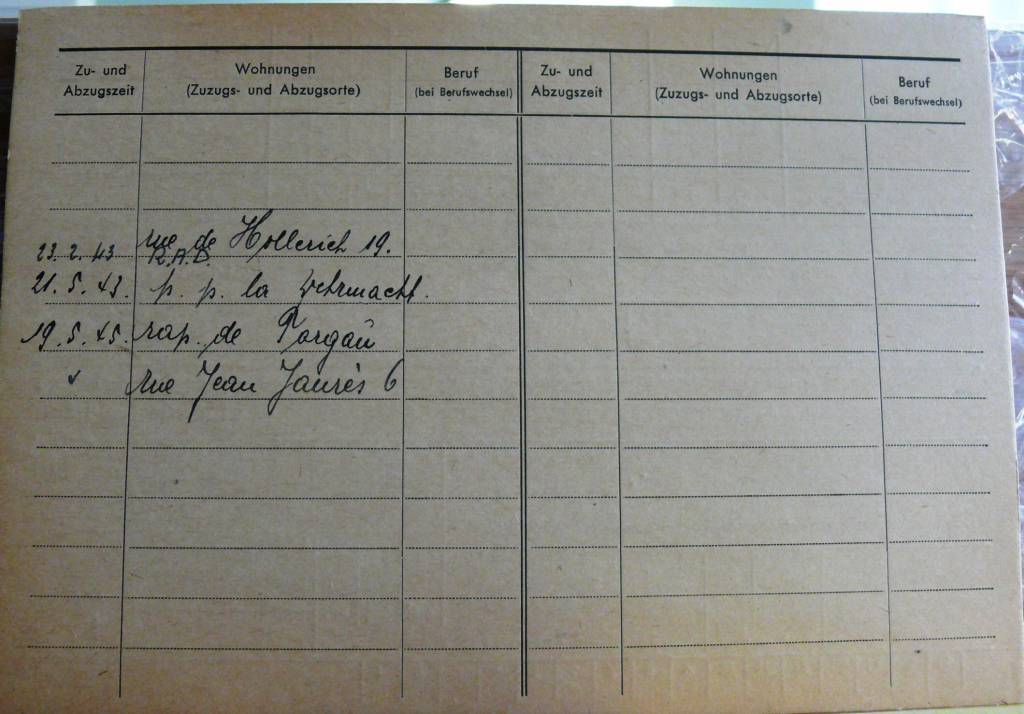 Zu- und Abzugszeit
Wohnungen
(Zuzugs- und Abzugsorte)
Beruf
(bei Berufswechsel)
Zu- und Abzugszeit
Wohnungen
(Zuzugs- und Abzugsorte)
Beruf
(bei Berufswechsel)
rue de Hollerich 19.
23. 2. 43 R.A.D.
21. 5. 43. p. p. la Wehrmacht.
19. 5. 45. rap. de Torgau
rue Jean Jaurès 6